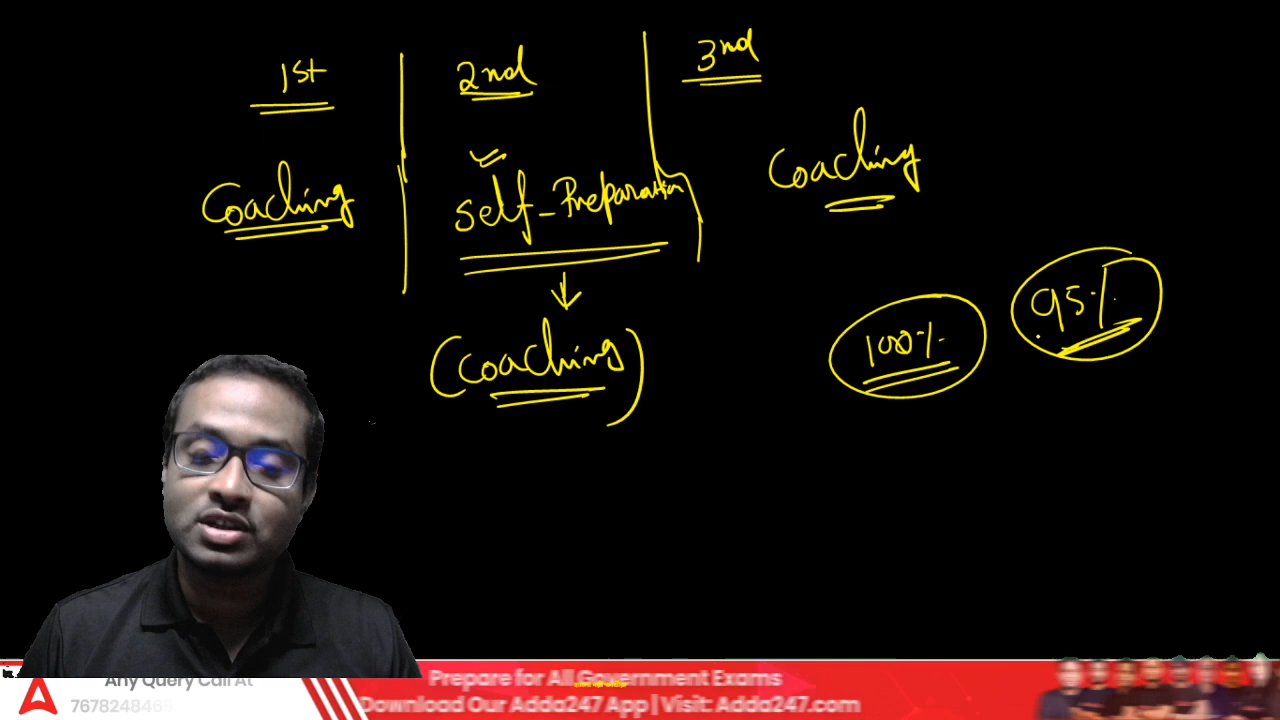 1st
2nd
3nd
Coaching
self-Preparation
Coaching
(Coaching)
100%
95%
Any Query Call At
Prepare for All Government Exams
Download Our Adda247 App | Visit: Adda247.com